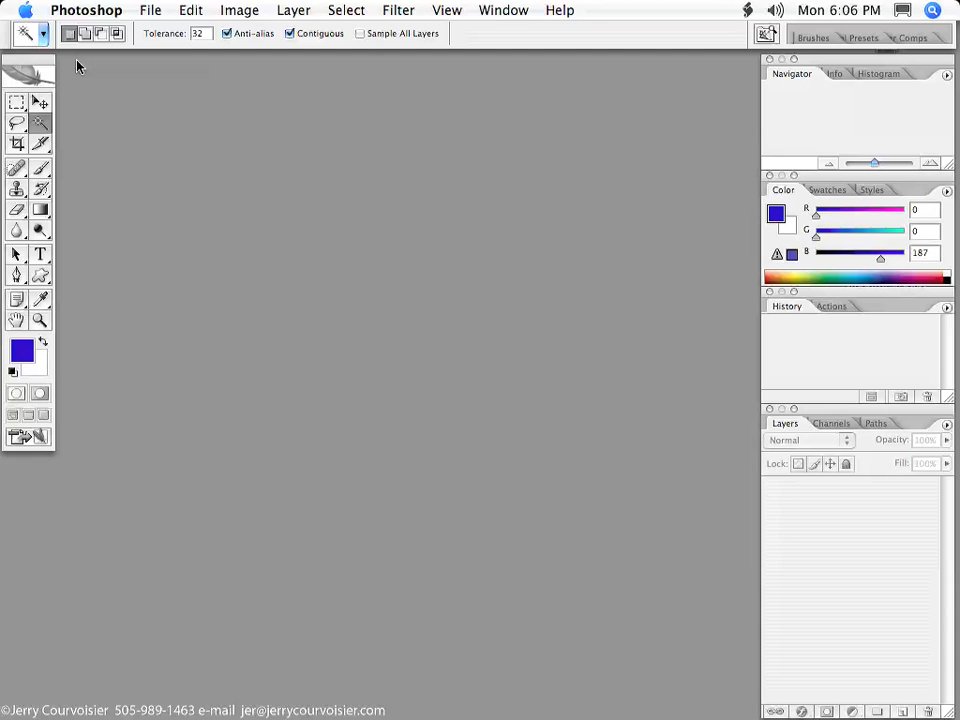 Photoshop File Edit Image Layer Select Filter View Window Help Mon 6:06 PM
Tolerance: 32 Anti-alias Contiguous Sample All Layers Brushes Presets r Comps
Navigator Info Histogram
Color Swatches Styles
R 0
G 0
B 187
History Actions
Layers Channels Paths
Normal Opacity: 100%
Lock: Fill: 100%
T
©Jerry Courvoisier 505-989-1463 e-mail jer@jerrycourvoisier.com